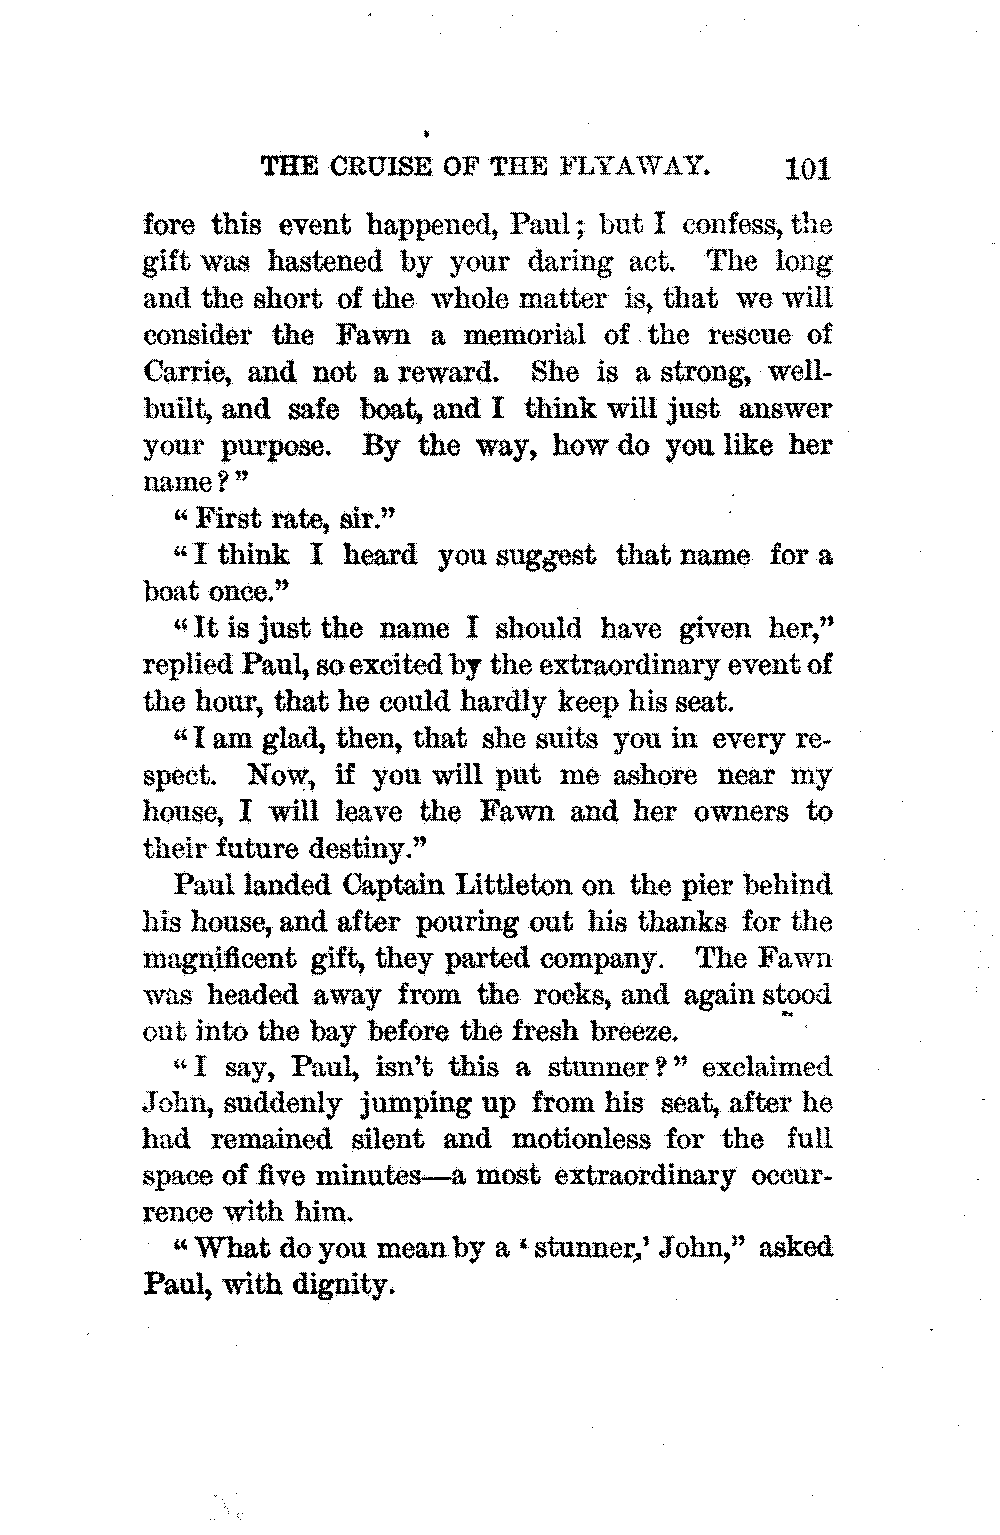 THE CRUISE OF THE FLYAWAY. 101
fore this event happened, Paul; but I confess, the
gift was hastened by your daring act. The long
and the short of the whole matter is, that we will
consider the Fawn a memorial of the rescue of
Carrie, and not a reward. She is a strong, well-
built, and safe boat, and I think will just answer
your purpose. By the way, how do you like her
name?"
"First rate, sir."
"I think I heard you suggest that name for a
boat once."
"It is just the name I should have given her,"
replied Paul, so excited by the extraordinary event of
the hour, that he could hardly keep his seat.
"I am glad, then, that she suits you in every re-
spect. Now, if you will put me ashore near my
house, I will leave the Fawn and her owners to
their future destiny."
Paul landed Captain Littleton on the pier behind
his house, and after pouring out his thanks for the
magnificent gift, they parted company. The Fawn
was headed away from the rocks, and again stood
out into the bay before the fresh breeze.
"I say, Paul, isn't this a stunner?" exclaimed
John, suddenly jumping up from his seat, after he
had remained silent and motionless for the full
space of five minutes—a most extraordinary occur-
rence with him.
"What do you mean by a 'stunner,' John," asked
Paul, with dignity.